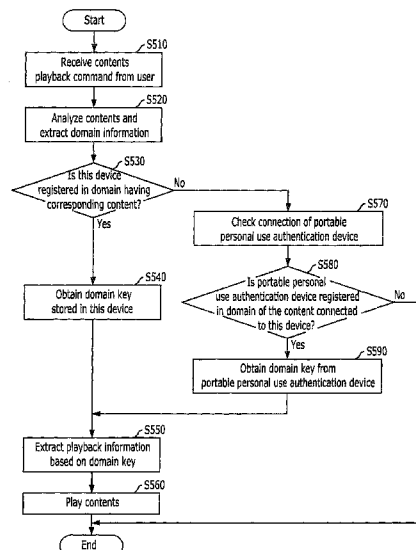 Start
S510
Receive contents
playback command from user
S520
Analyze contents and
extract domain information
S530
Is this device
registered in domain having
corresponding content?
No
Yes
S570
Check connection of portable
personal use authentication device
S580
Is portable personal
use authentication device registered
in domain of the content connected
to this device?
No
Yes
S540
Obtain domain key
stored in this device
S590
Obtain domain key from
portable personal use authentication device
S550
Extract playback information
based on domain key
S560
Play contents
End